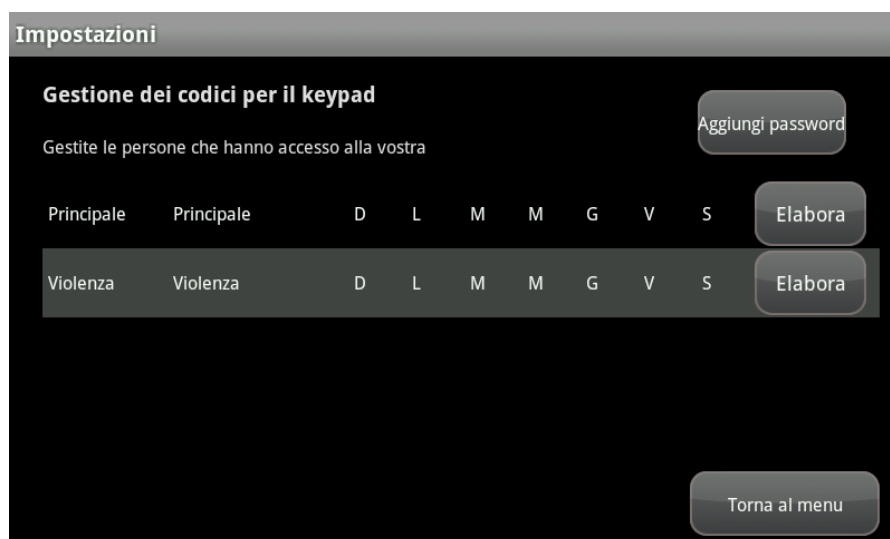 Impostazioni
Gestione dei codici per il keypad
Aggiungi password
Gestite le persone che hanno accesso alla vostra
Principale Principale D L M M G V S Elabora
Violenza Violenza D L M M G V S Elabora
Torna al menu